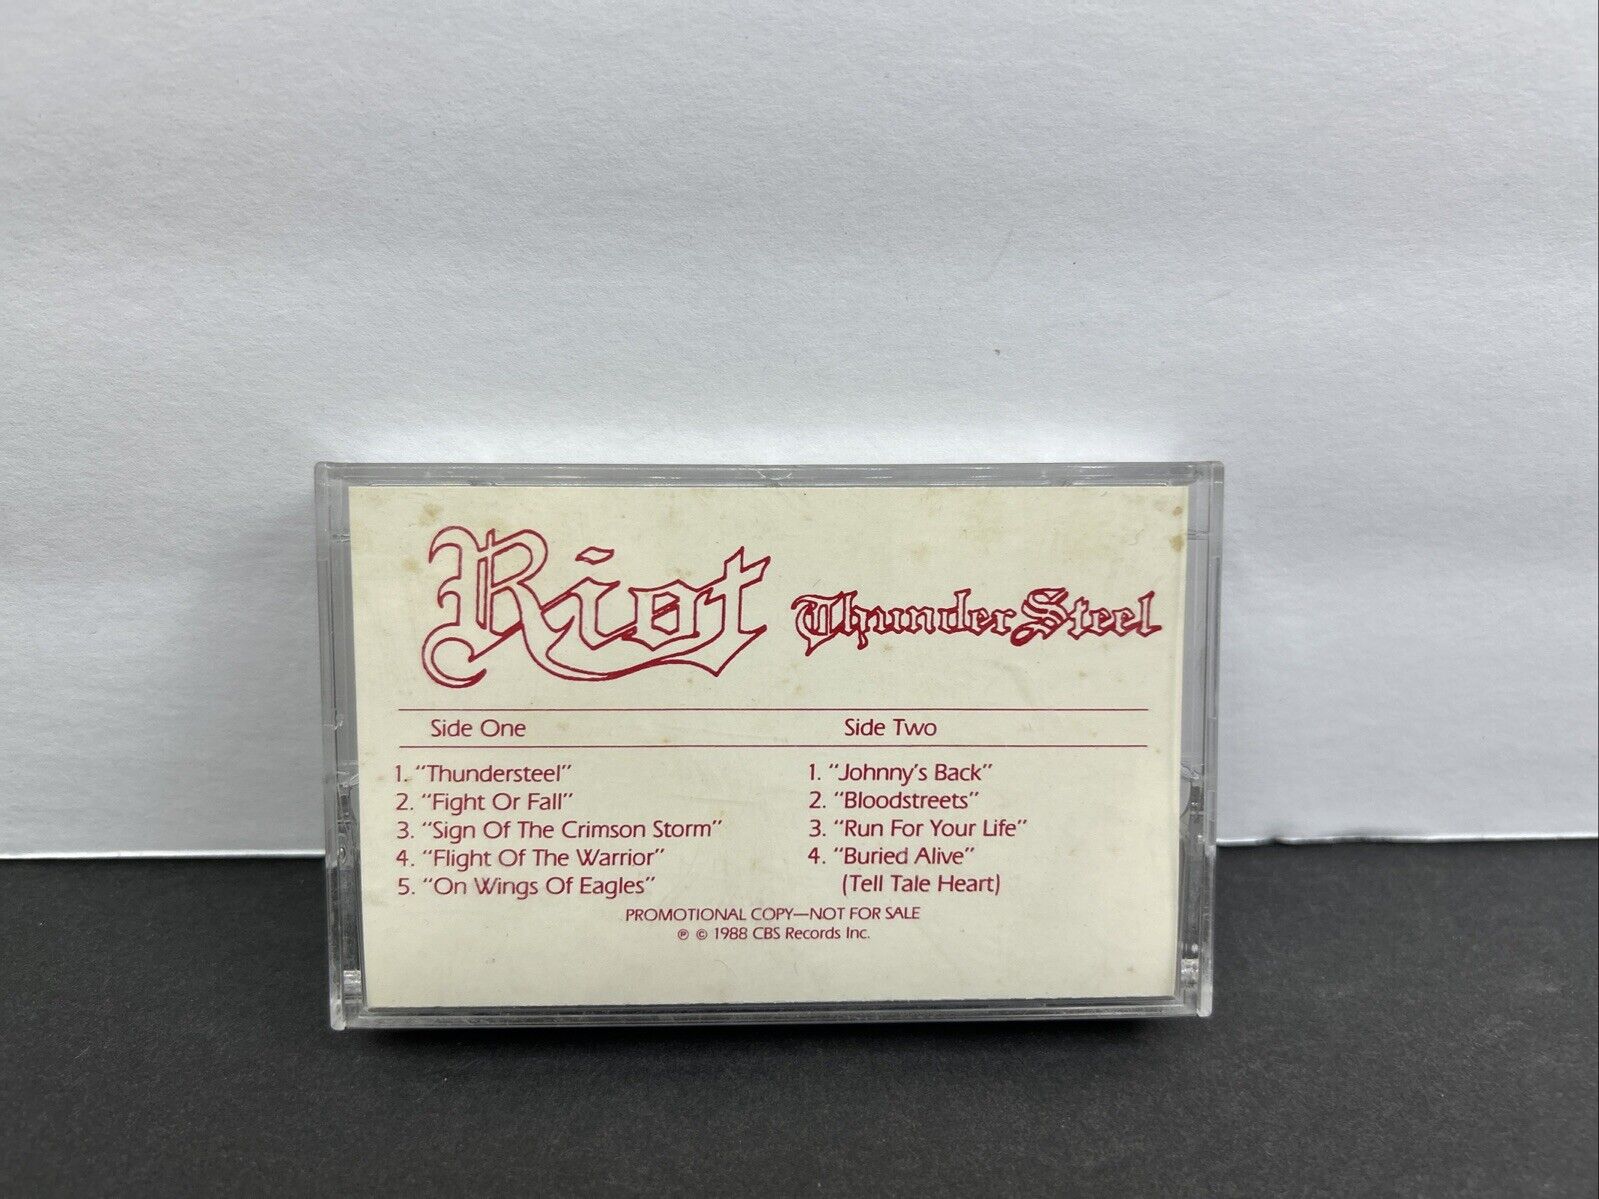 Riot ThunderSteel
Side One Side Two
1. "Thundersteel" 1. "Johnny's Back"
2. "Fight Or Fall" 2. "Bloodstreets"
3. "Sign Of The Crimson Storm" 3. "Run For Your Life"
4. "Flight Of The Warrior" 4. "Buried Alive"
5. "On Wings Of Eagles" (Tell Tale Heart)
PROMOTIONAL COPY—NOT FOR SALE
℗ © 1988 CBS Records Inc.